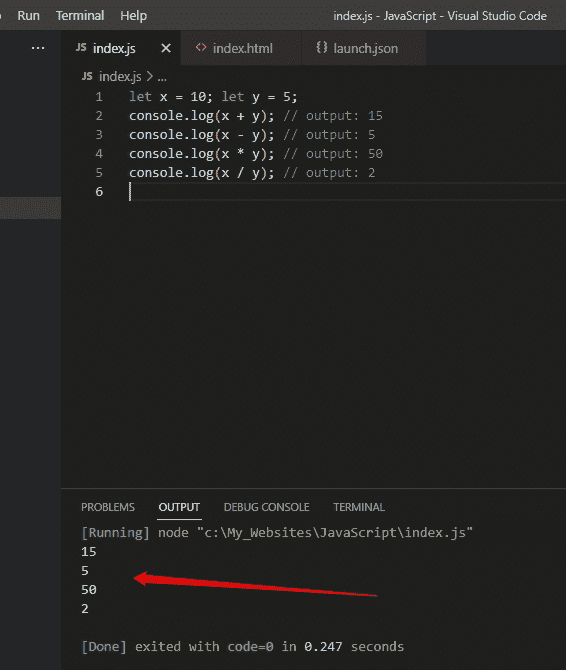 Run Terminal Help index.js - JavaScript - Visual Studio Code
... JS index.js × <> index.html {} launch.json
JS index.js > ...
1 let x = 10; let y = 5;
2 console.log(x + y); // output: 15
3 console.log(x - y); // output: 5
4 console.log(x * y); // output: 50
5 console.log(x / y); // output: 2
6
PROBLEMS OUTPUT DEBUG CONSOLE TERMINAL
[Running] node "c:\My_Websites\JavaScript\index.js"
15
5
50
2
[Done] exited with code=0 in 0.247 seconds